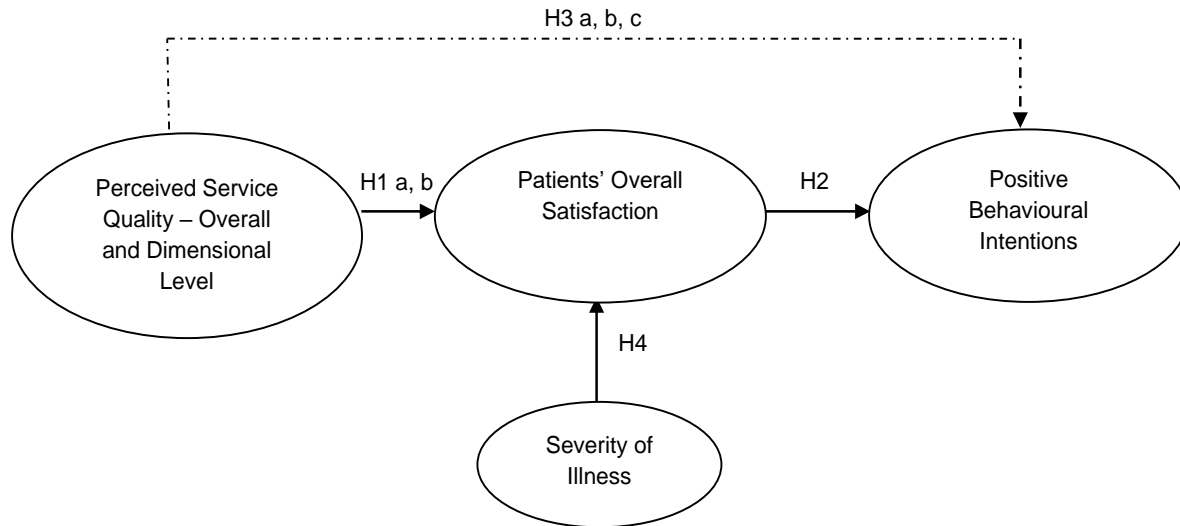 H3 a, b, c
Perceived Service
Quality – Overall
and Dimensional
Level
H1 a, b
Patients' Overall
Satisfaction
H2
Positive
Behavioural
Intentions
H4
Severity of
Illness